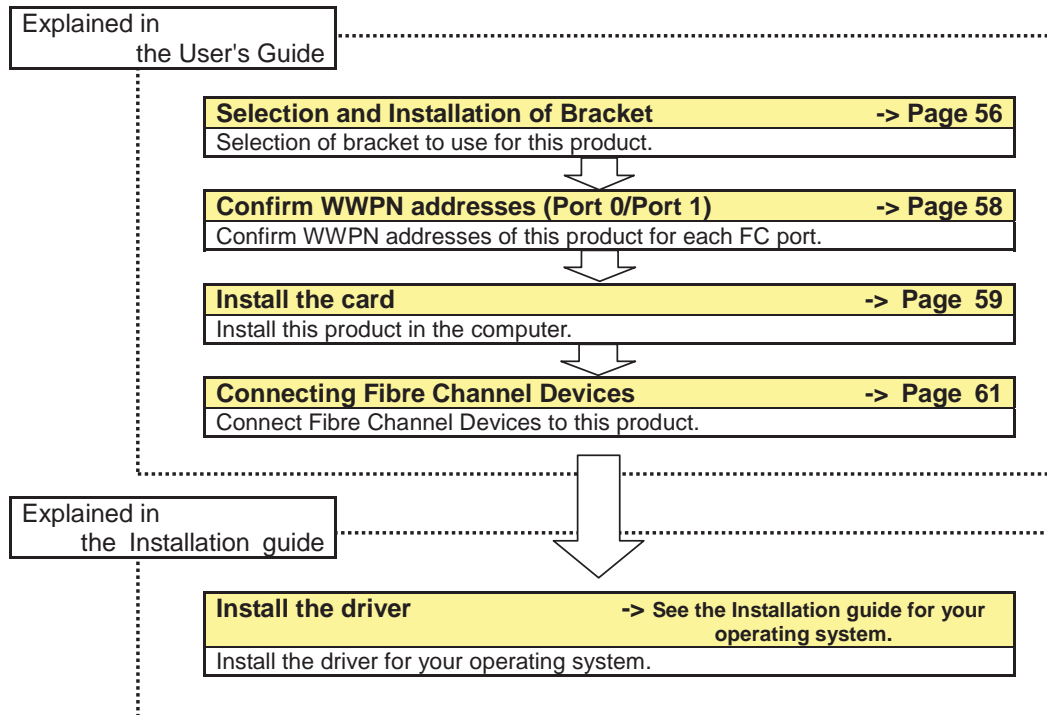 Explained in
the User's Guide
Selection and Installation of Bracket -> Page 56
Selection of bracket to use for this product.
Confirm WWPN addresses (Port 0/Port 1) -> Page 58
Confirm WWPN addresses of this product for each FC port.
Install the card -> Page 59
Install this product in the computer.
Connecting Fibre Channel Devices -> Page 61
Connect Fibre Channel Devices to this product.
Explained in
the Installation guide
Install the driver -> See the Installation guide for your
operating system.
Install the driver for your operating system.